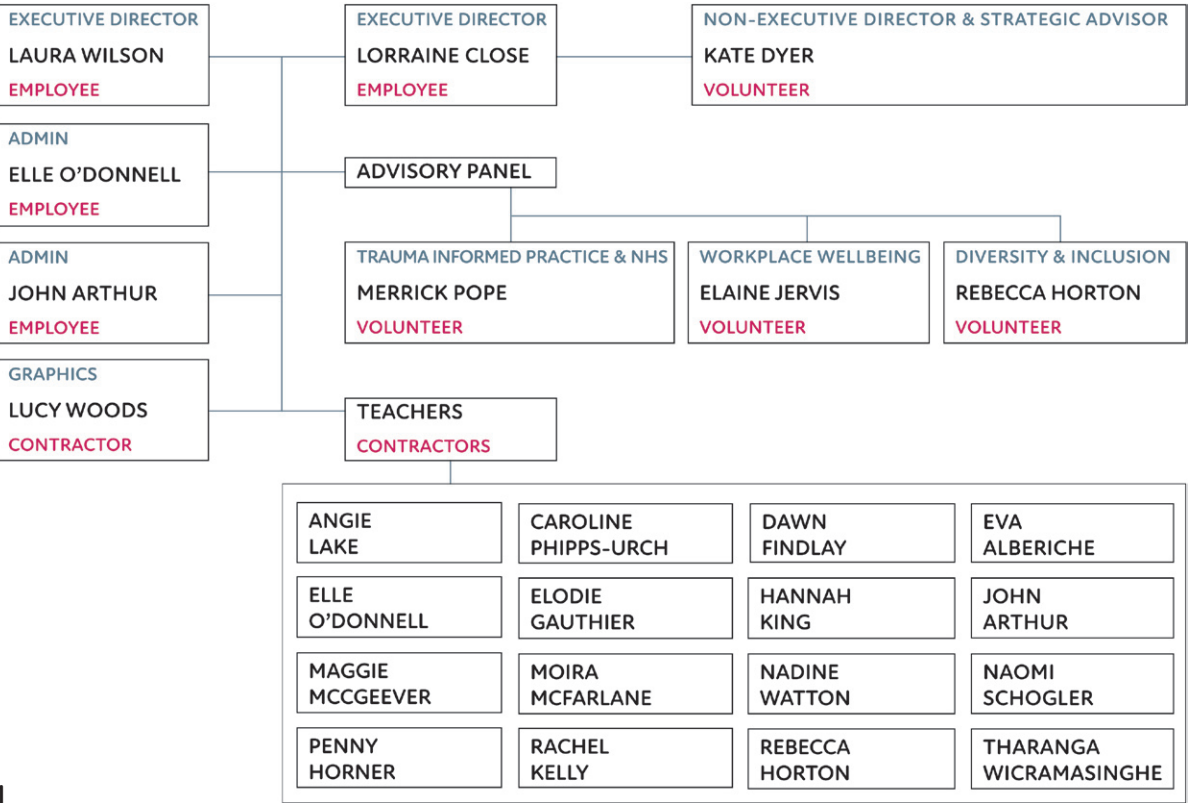 EXECUTIVE DIRECTOR
LAURA WILSON
EMPLOYEE
EXECUTIVE DIRECTOR
LORRAINE CLOSE
EMPLOYEE
NON-EXECUTIVE DIRECTOR & STRATEGIC ADVISOR
KATE DYER
VOLUNTEER
ADMIN
ELLE O’DONNELL
EMPLOYEE
ADVISORY PANEL
ADMIN
JOHN ARTHUR
EMPLOYEE
TRAUMA INFORMED PRACTICE & NHS
MERRICK POPE
VOLUNTEER
WORKPLACE WELLBEING
ELAINE JERVIS
VOLUNTEER
DIVERSITY & INCLUSION
REBECCA HORTON
VOLUNTEER
GRAPHICS
LUCY WOODS
CONTRACTOR
TEACHERS
CONTRACTORS
ANGIE
LAKE
CAROLINE
PHIPPS-URCH
DAWN
FINDLAY
EVA
ALBERICHE
ELLE
O’DONNELL
ELODIE
GAUTHIER
HANNAH
KING
JOHN
ARTHUR
MAGGIE
MCCGEEVER
MOIRA
MCFARLANE
NADINE
WATTON
NAOMI
SCHOGLER
PENNY
HORNER
RACHEL
KELLY
REBECCA
HORTON
THARANGA
WICRAMASINGHE